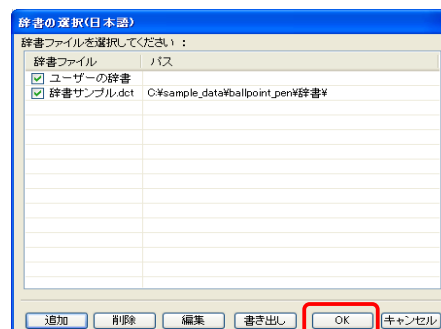 辞書の選択(日本語)
辞書ファイルを選択してください :
辞書ファイル パス
ユーザーの辞書
辞書サンプル.dct C:¥sample_data¥ballpoint_pen¥辞書¥
追加 削除 編集 書き出し OK キャンセル